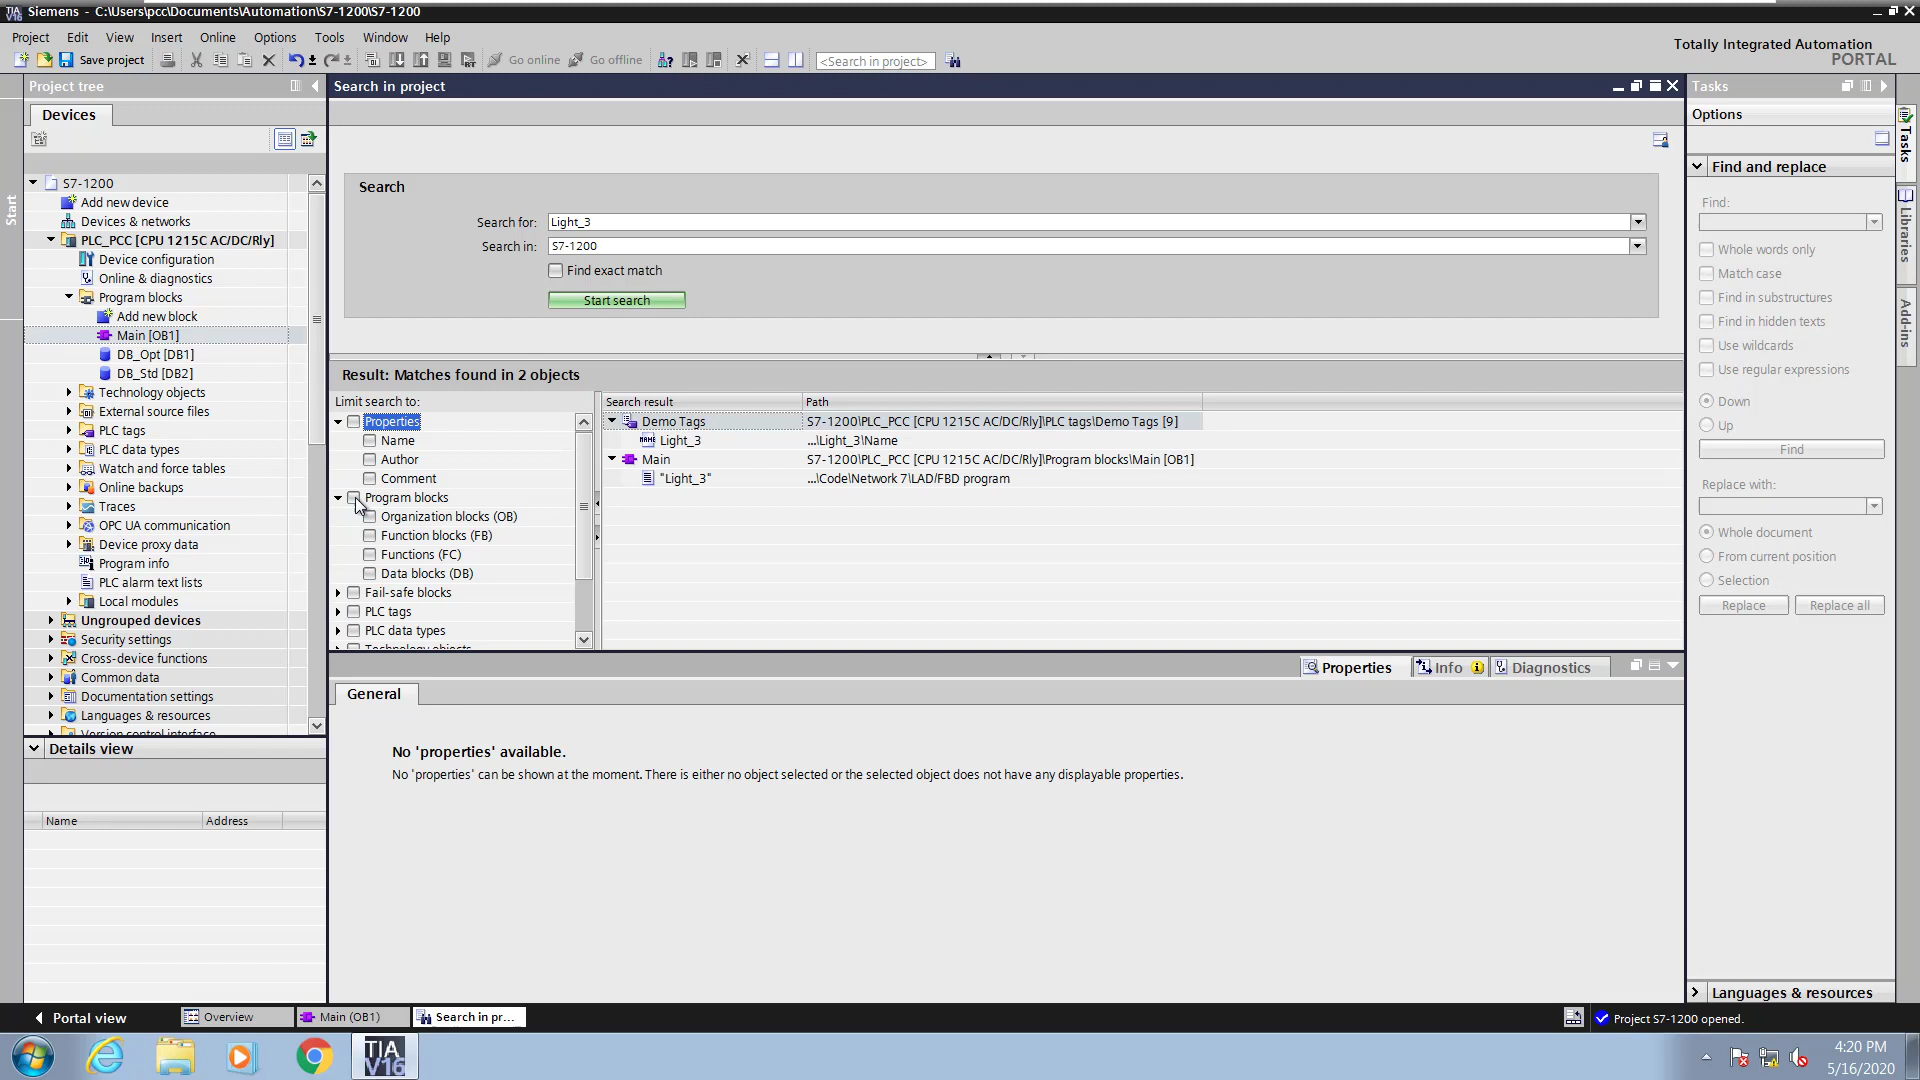 Siemens - C:\Users\pcc\Documents\Automation\S7-1200\S7-1200
Project Edit View Insert Online Options Tools Window Help
Totally Integrated Automation
PORTAL
Save project
Go online
Go offline
<Search in project>
Project tree
Devices
Start
S7-1200
Add new device
Devices & networks
PLC_PCC [CPU 1215C AC/DC/Rly]
Device configuration
Online & diagnostics
Program blocks
Add new block
Main [OB1]
DB_Opt [DB1]
DB_Std [DB2]
Technology objects
External source files
PLC tags
PLC data types
Watch and force tables
Online backups
Traces
OPC UA communication
Device proxy data
Program info
PLC alarm text lists
Local modules
Ungrouped devices
Security settings
Cross-device functions
Common data
Documentation settings
Languages & resources
Version control interface
Details view
Name Address
Search in project
Search
Search for: Light_3
Search in: S7-1200
Find exact match
Start search
Result: Matches found in 2 objects
Limit search to:
Properties
Name
Author
Comment
Program blocks
Organization blocks (OB)
Function blocks (FB)
Functions (FC)
Data blocks (DB)
Fail-safe blocks
PLC tags
PLC data types
Technology objects
Search result Path
Demo Tags S7-1200\PLC_PCC [CPU 1215C AC/DC/Rly]\PLC tags\Demo Tags [9]
Light_3 ...\Light_3\Name
Main S7-1200\PLC_PCC [CPU 1215C AC/DC/Rly]\Program blocks\Main [OB1]
"Light_3" ...\Code\Network 7\LAD/FBD program
Properties Info Diagnostics
General
No 'properties' available.
No 'properties' can be shown at the moment. There is either no object selected or the selected object does not have any displayable properties.
Tasks
Options
Find and replace
Find:
Whole words only
Match case
Find in substructures
Find in hidden texts
Use wildcards
Use regular expressions
Down
Up
Find
Replace with:
Whole document
From current position
Selection
Replace Replace all
Languages & resources
Tasks
Libraries
Add-ins
Portal view
Overview
Main (OB1)
Search in pr...
Project S7-1200 opened.
TIA
V16
4:20 PM
5/16/2020